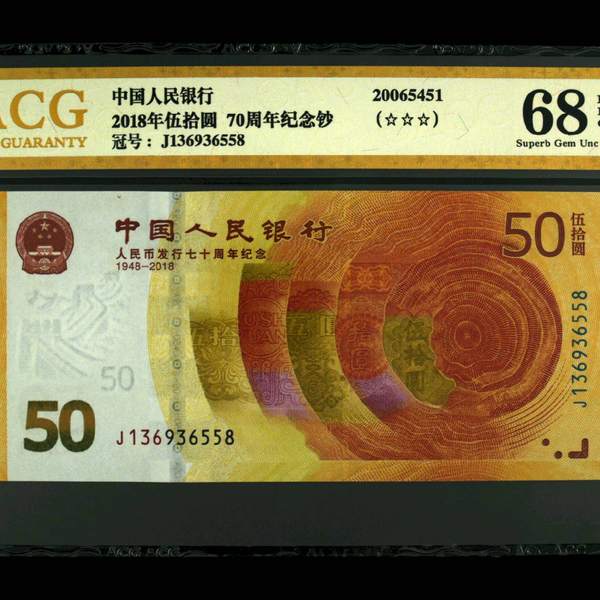 ACG
GUARANTY
中国人民银行
2018年伍拾圆 70周年纪念钞
冠号：J136936558
20065451
(☆☆☆)
68
Superb Gem Unc
中国人民银行
人民币发行七十周年纪念
1948-2018
50
伍拾圆
50
50
J136936558
J136936558
伍拾圆